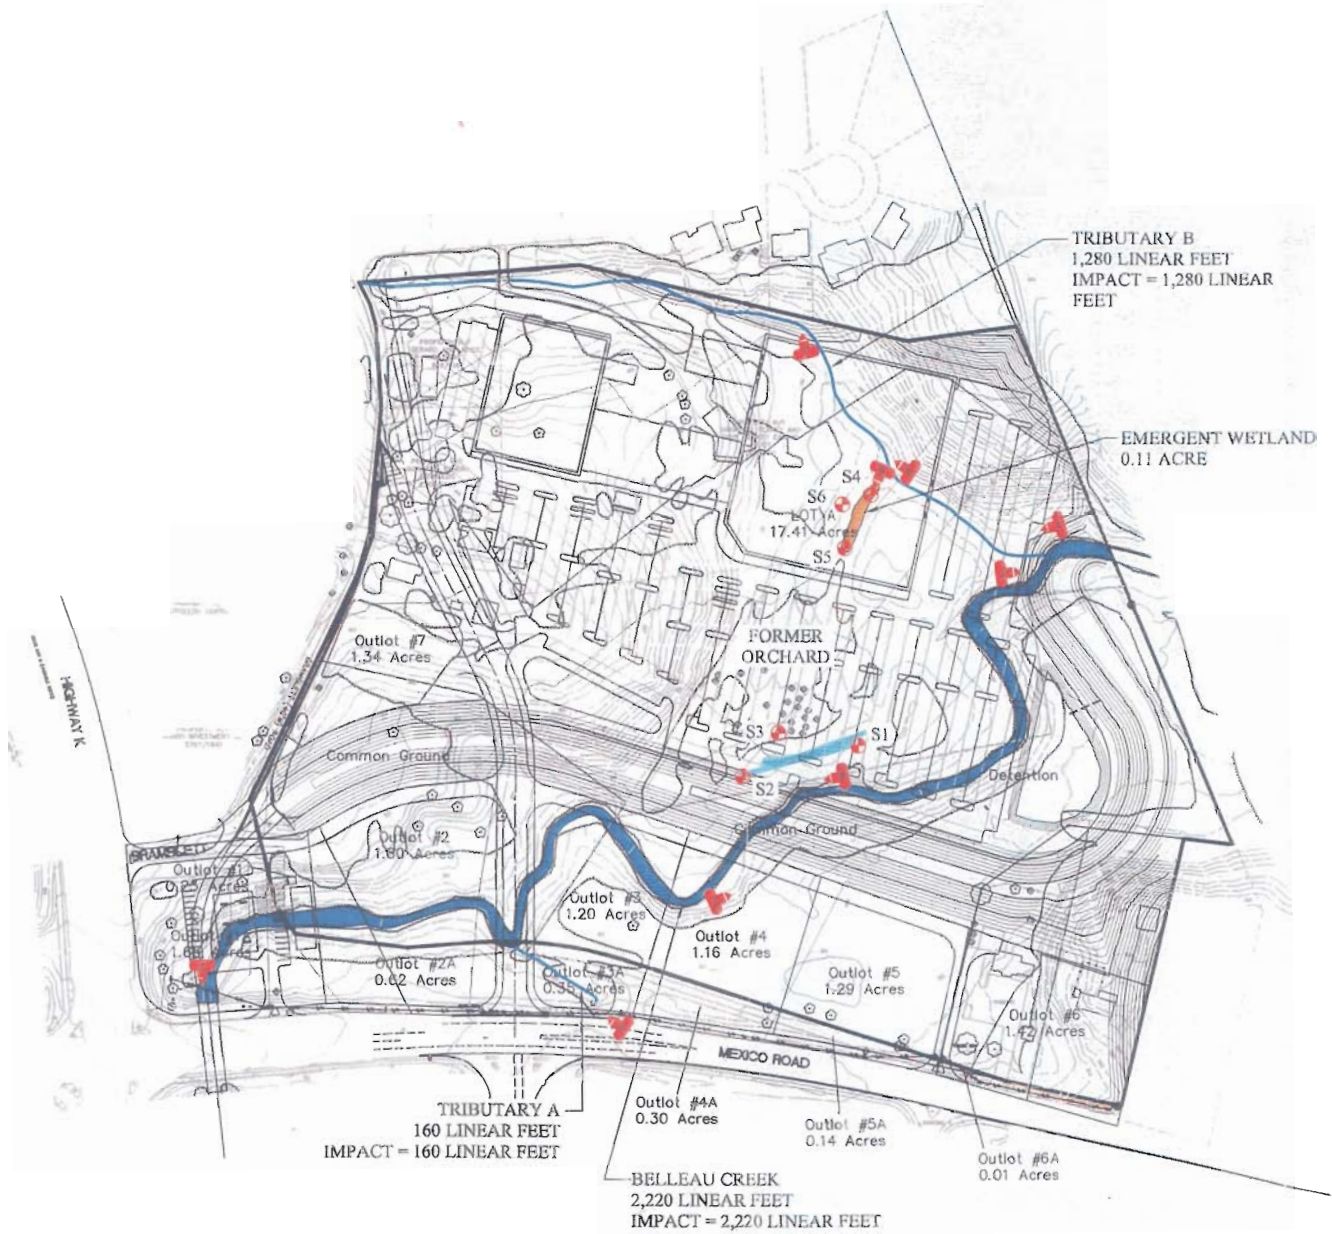 TRIBUTARY B
1,280 LINEAR FEET
IMPACT = 1,280 LINEAR
FEET
EMERGENT WETLAND
0.11 ACRE
S4
S6
17.41 Acres
S5
FORMER
ORCHARD
Outlot #7
1.34 Acres
HIGHWAY K
S3
S1
S2
Common Ground
Detention
Common Ground
BRAMBLETT
Outlot #1
Acres
Outlot #2
1.80 Acres
Outlot #3
1.20 Acres
Outlot #4
1.16 Acres
Outlot #2A
0.62 Acres
Outlot #3A
0.35 Acres
Outlot #5
1.29 Acres
Outlot #6
1.42 Acres
MEXICO ROAD
TRIBUTARY A
160 LINEAR FEET
IMPACT = 160 LINEAR FEET
Outlot #4A
0.30 Acres
Outlot #5A
0.14 Acres
Outlot #6A
0.01 Acres
BELLEAU CREEK
2,220 LINEAR FEET
IMPACT = 2,220 LINEAR FEET